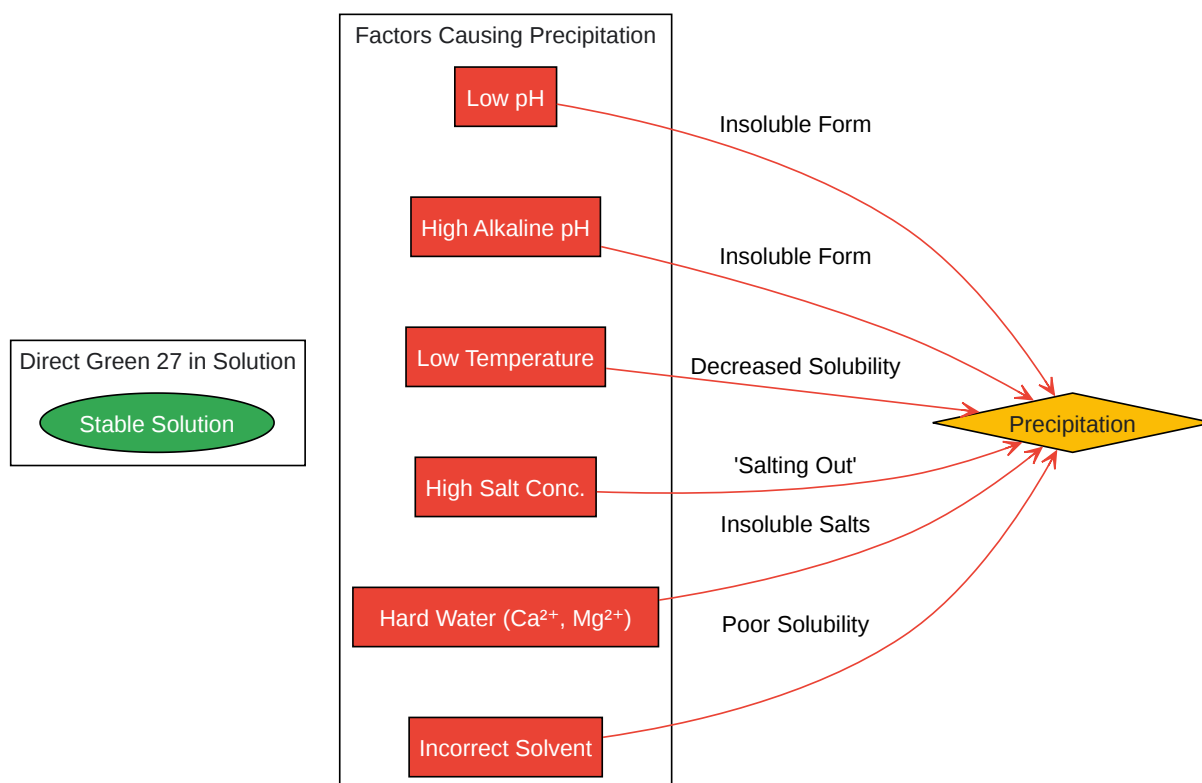 Factors Causing Precipitation
Low pH
Insoluble Form
High Alkaline pH
Insoluble Form
Direct Green 27 in Solution
Stable Solution
Low Temperature
Decreased Solubility
Precipitation
High Salt Conc.
'Salting Out'
Insoluble Salts
Hard Water (Ca²⁺, Mg²⁺)
Poor Solubility
Incorrect Solvent